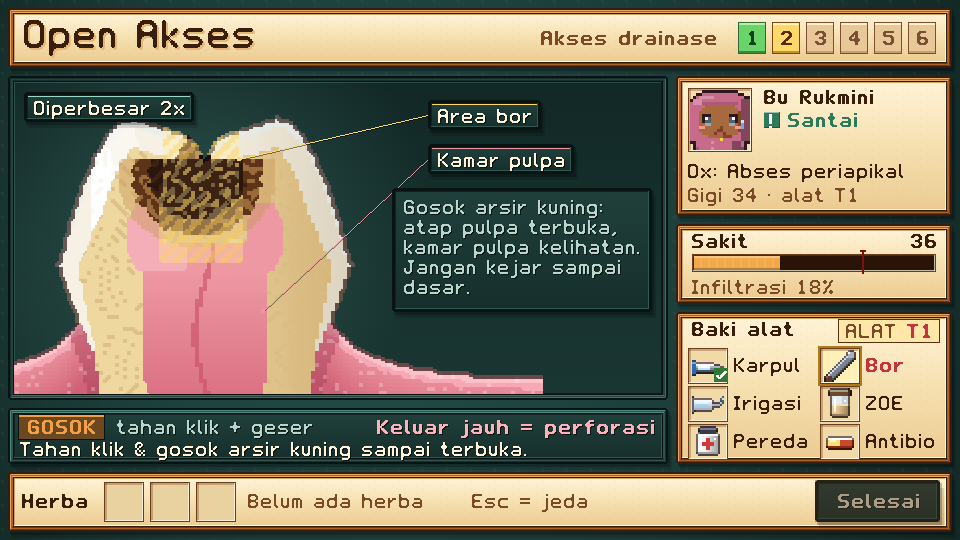 Open Akses
Akses drainase 1 2 3 4 5 6
Diperbesar 2x
Area bor
Kamar pulpa
Gosok arsir kuning:
atap pulpa terbuka,
kamar pulpa kelihatan.
Jangan kejar sampai
dasar.
Bu Rukmini
Santai
Dx: Abses periapikal
Gigi 34 · alat T1
Sakit 36
Infiltrasi 18%
Baki alat ALAT T1
Karpul Bor
Irigasi ZOE
Pereda Antibio
GOSOK tahan klik + geser Keluar jauh = perforasi
Tahan klik & gosok arsir kuning sampai terbuka.
Herba Belum ada herba Esc = jeda Selesai